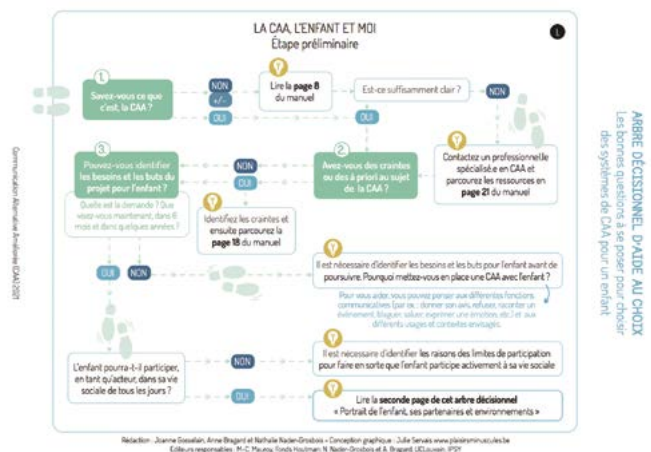 LA CAA, L'ENFANT ET MOI
Étape préliminaire
1.
1.
Savez-vous ce que
c'est, la CAA ?
NON
+/-
OUI
Lire la page 8
du manuel
Est-ce suffisamment clair ?
NON
OUI
Contactez un professionnel·le
spécialisé·e en CAA et
parcourez les ressources en
page 21 du manuel
2.
Avez-vous des craintes
ou des à priori au sujet
de la CAA ?
NON
OUI
Identifiez les craintes et
ensuite parcourez la
page 18 du manuel
3.
Pouvez-vous identifier
les besoins et les buts du
projet pour l'enfant ?
Quelle est la demande ? Que
voyez-vous maintenant, dans 6
mois et dans quelques années ?
OUI
NON
Il est nécessaire d'identifier les besoins et les buts pour l'enfant avant de
poursuivre. Pourquoi mettez-vous en place une CAA avec l'enfant ?
Pour vous aider, vous pouvez penser aux différentes fonctions
communicatives (par ex. : donner son avis, refuser, raconter un
événement, blaguer, saluer, exprimer une émotion, etc.) et aux
différents usages et contextes envisagés.
L'enfant pourra-t-il participer,
en tant qu'acteur, dans sa vie
sociale de tous les jours ?
NON
Il est nécessaire d'identifier les raisons des limites de participation
pour faire en sorte que l'enfant participe activement à sa vie sociale
OUI
Lire la seconde page de cet arbre décisionnel
« Portrait de l'enfant, ses partenaires et environnements »
Rédaction : Joanne Gosselain, Anne Bragard et Nathalie Nader-Grosbois - Conception graphique : Julie Servais www.plaisirsminuscules.be
Editeurs responsables : M.-C. Mauroy, Fonds Houtman, N. Nader-Grosbois et A. Bragard, UCLouvain, IPSY
Communication Alternative Améliorée (CAA) 2021
ARBRE DÉCISIONNEL D'AIDE AU CHOIX
Les bonnes questions à se poser pour choisir
des systèmes de CAA pour un enfant